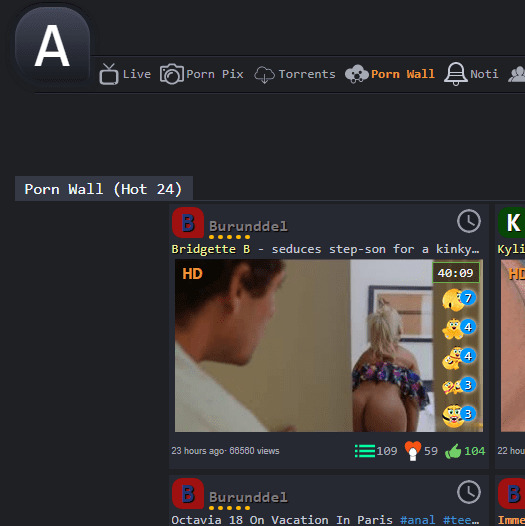 A
Live Porn Pix Torrents Porn Wall Noti
Porn Wall (Hot 24)
B Burunddel
K
Bridgette B - seduces step-son for a kinky…
Kyli
HD
40:09
HD
7
4
4
3
3
23 hours ago· 66560 views 109 59 104
22 hou
B Burunddel
B
Octavia 18 On Vacation In Paris #anal #tee…
Imme